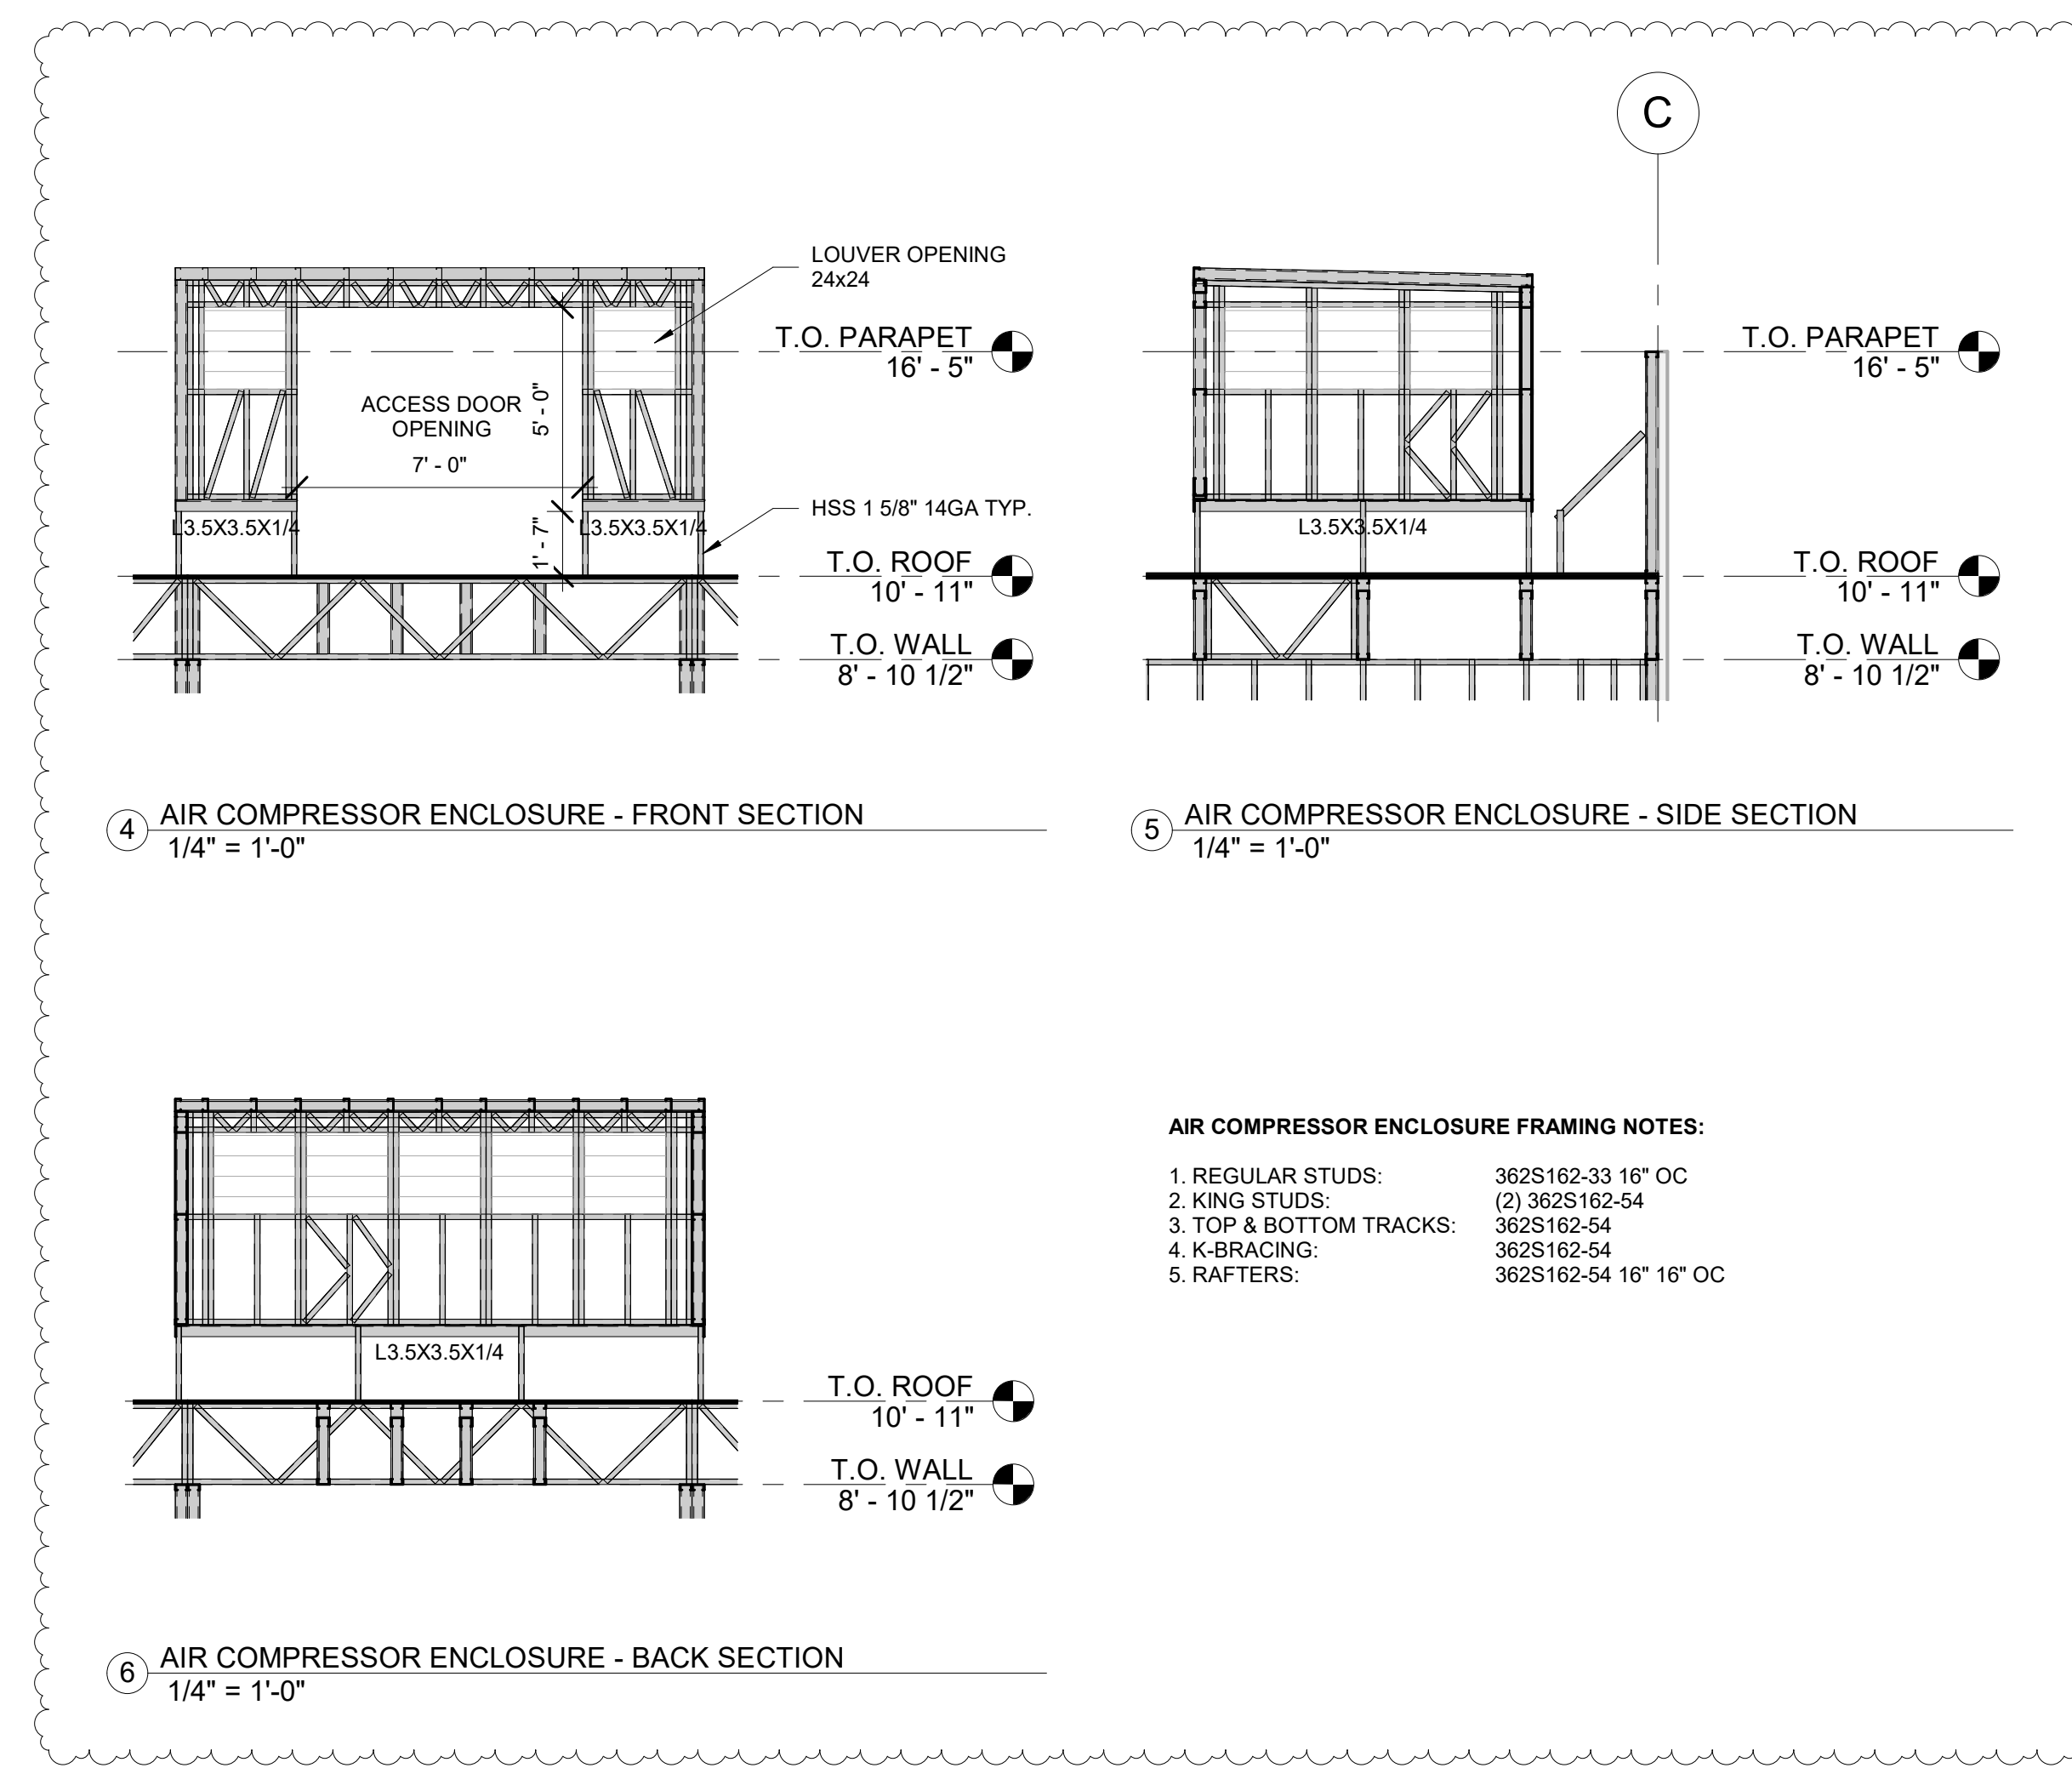 C
LOUVER OPENING
24x24
T.O. PARAPET
16' - 5"
ACCESS DOOR
OPENING
7' - 0"
5' - 0"
HSS 1 5/8" 14GA TYP.
L3.5X3.5X1/4
L3.5X3.5X1/4
1' - 7"
T.O. ROOF
10' - 11"
T.O. WALL
8' - 10 1/2"
4
AIR COMPRESSOR ENCLOSURE - FRONT SECTION
1/4" = 1'-0"
T.O. PARAPET
16' - 5"
L3.5X3.5X1/4
T.O. ROOF
10' - 11"
T.O. WALL
8' - 10 1/2"
5
AIR COMPRESSOR ENCLOSURE - SIDE SECTION
1/4" = 1'-0"
L3.5X3.5X1/4
T.O. ROOF
10' - 11"
T.O. WALL
8' - 10 1/2"
6
AIR COMPRESSOR ENCLOSURE - BACK SECTION
1/4" = 1'-0"
AIR COMPRESSOR ENCLOSURE FRAMING NOTES:
1. REGULAR STUDS: 362S162-33 16" OC
2. KING STUDS: (2) 362S162-54
3. TOP & BOTTOM TRACKS: 362S162-54
4. K-BRACING: 362S162-54
5. RAFTERS: 362S162-54 16" 16" OC